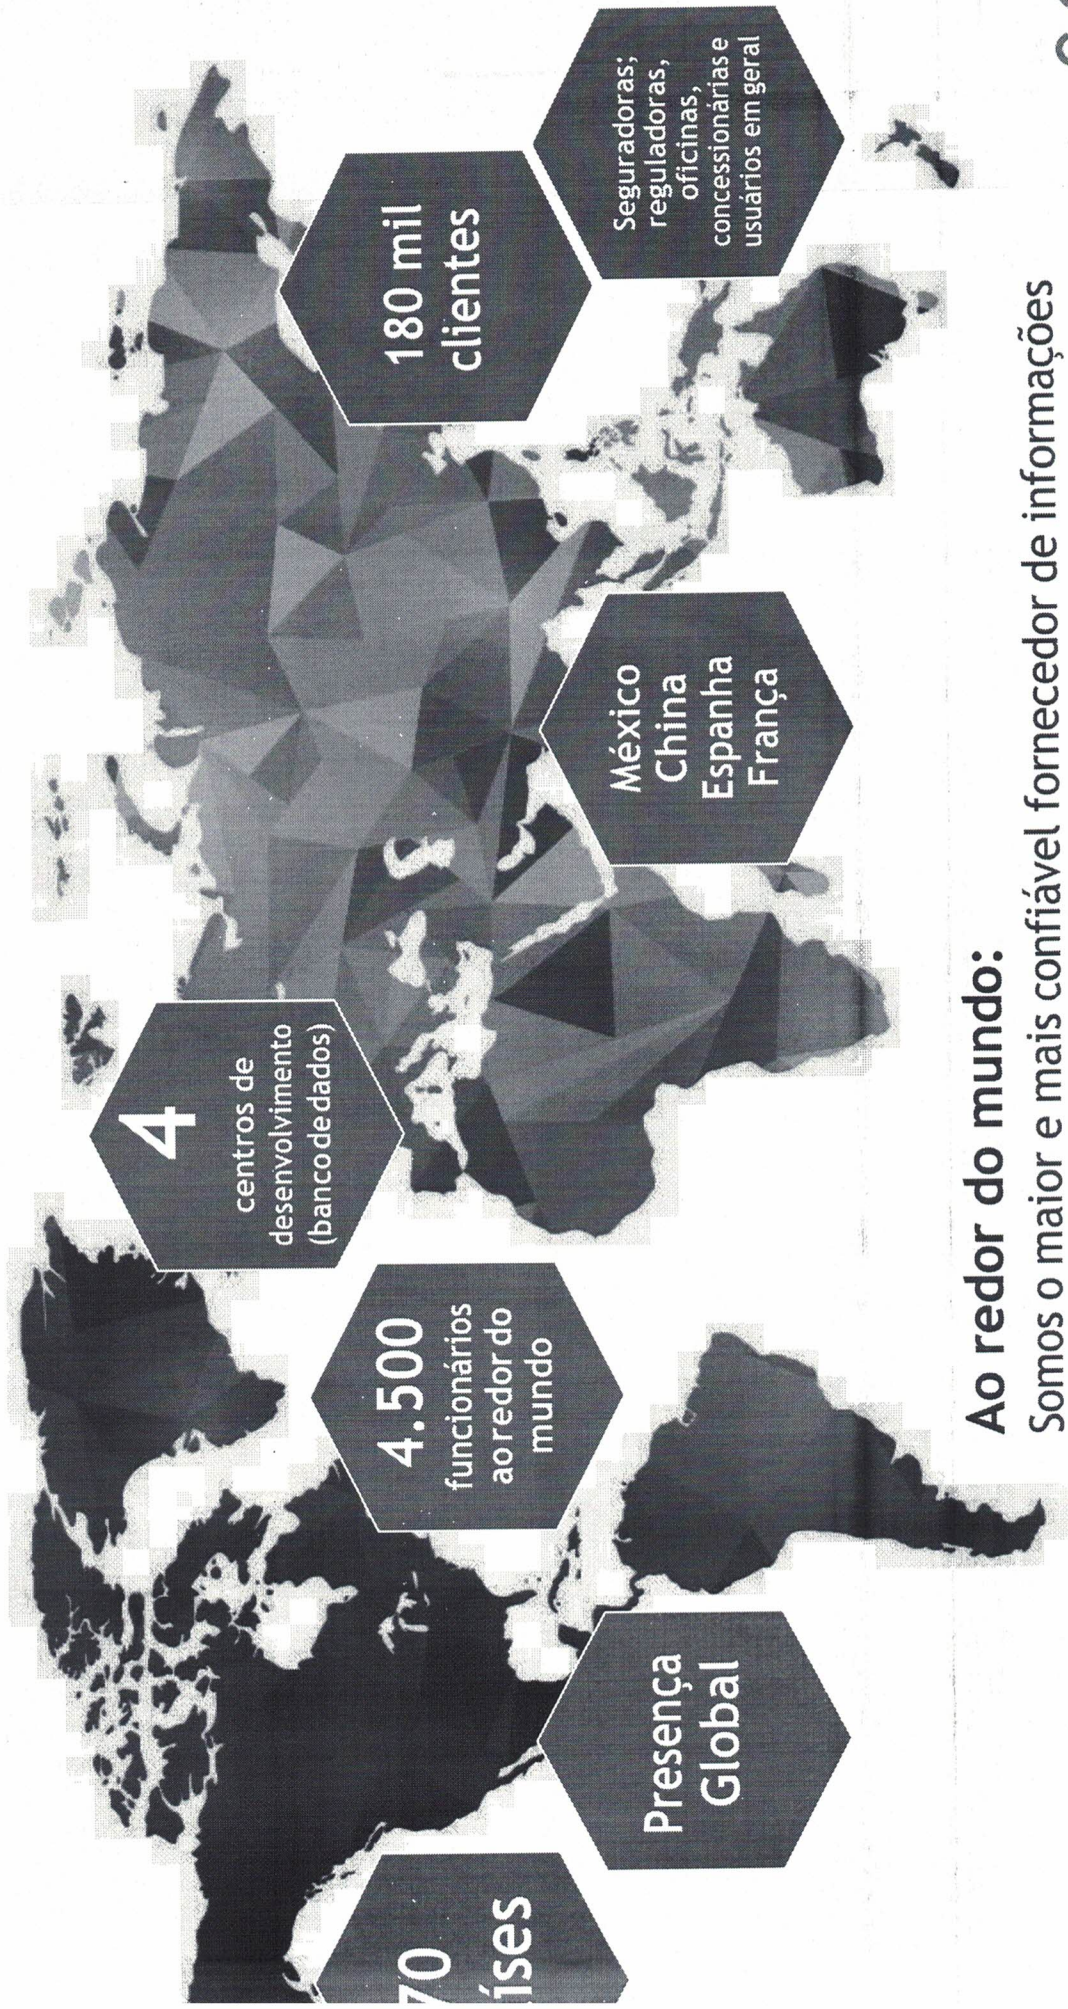 70
íses
Presença
Global
4.500
funcionários
ao redor do
mundo
4
centros de
desenvolvimento
(banco de dados)
México
China
Espanha
França
180 mil
clientes
Seguradoras;
reguladoras,
oficinas,
concessionárias e
usuários em geral
Ao redor do mundo:
Somos o maior e mais confiável fornecedor de informações